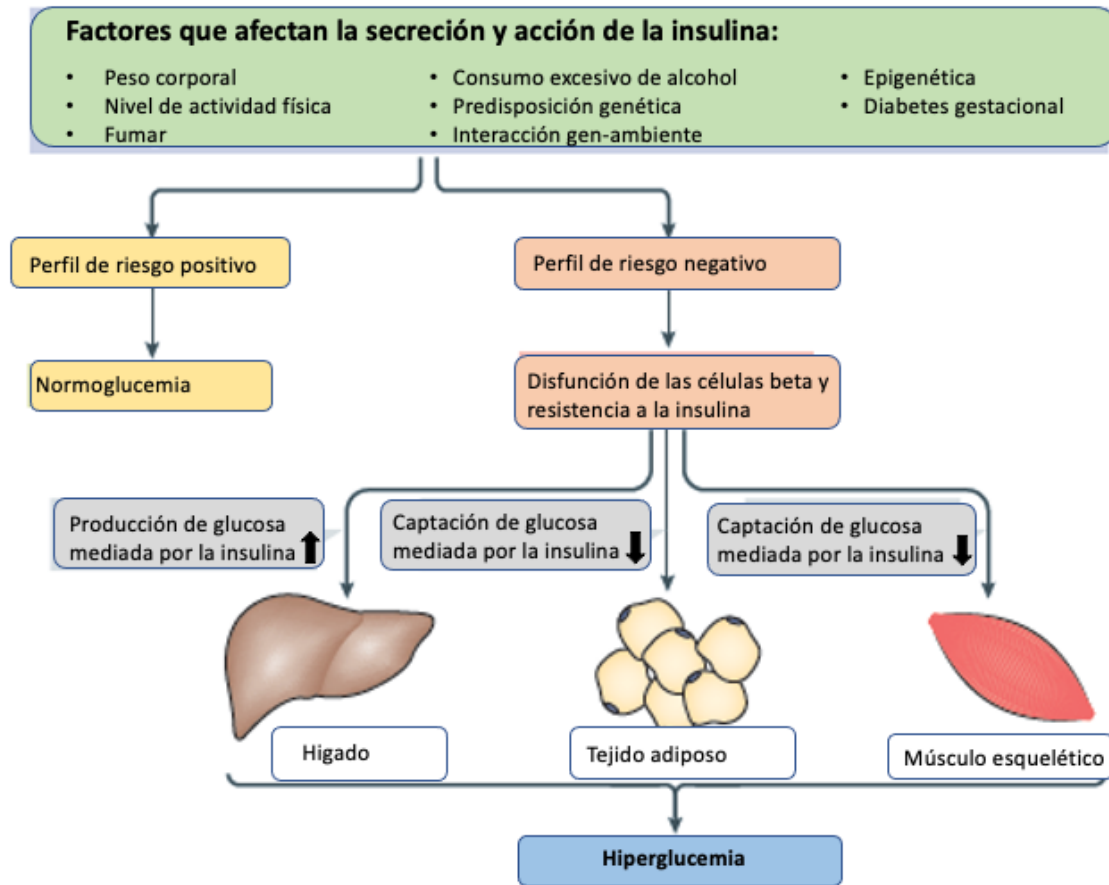 Factores que afectan la secreción y acción de la insulina:
• Peso corporal
• Nivel de actividad física
• Fumar
• Consumo excesivo de alcohol
• Predisposición genética
• Interacción gen-ambiente
• Epigenética
• Diabetes gestacional
Perfil de riesgo positivo
Perfil de riesgo negativo
Normoglucemia
Disfunción de las células beta y
resistencia a la insulina
Producción de glucosa
mediada por la insulina
Captación de glucosa
mediada por la insulina
Captación de glucosa
mediada por la insulina
Higado
Tejido adiposo
Músculo esquelético
Hiperglucemia